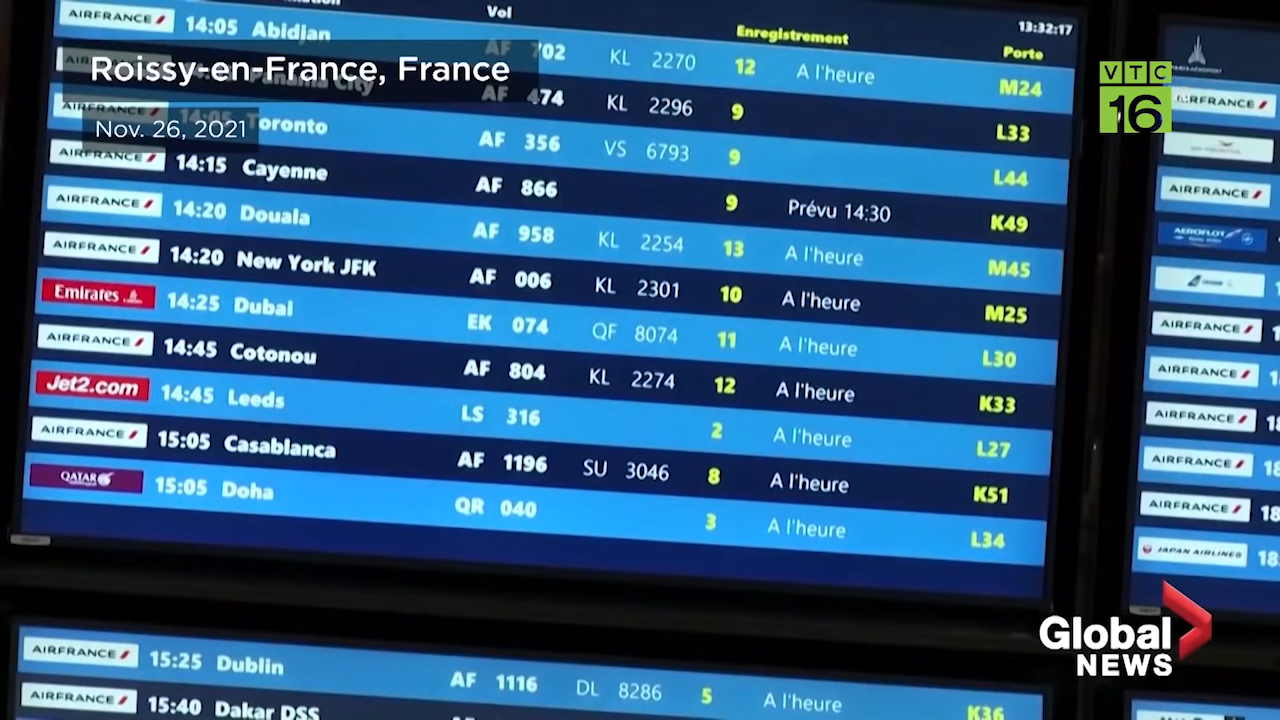 Vol
13:32:17
Enregistrement
Porte
AIRFRANCE 14:05 Abidjan AF 702 KL 2270 12 A l'heure M24
Panama City AF 474 KL 2296 9 L33
AIRFRANCE 14:05 Toronto AF 356 VS 6793 9 L44
AIRFRANCE 14:15 Cayenne AF 866 9 Prévu 14:30 K49
AIRFRANCE 14:20 Douala AF 958 KL 2254 13 A l'heure M45
AIRFRANCE 14:20 New York JFK AF 006 KL 2301 10 A l'heure M25
Emirates 14:25 Dubai EK 074 QF 8074 11 A l'heure L30
AIRFRANCE 14:45 Cotonou AF 804 KL 2274 12 A l'heure K33
Jet2.com 14:45 Leeds LS 316 2 A l'heure L27
AIRFRANCE 15:05 Casablanca AF 1196 SU 3046 8 A l'heure K51
QATAR 15:05 Doha QR 040 3 A l'heure L34
AIRFRANCE 15:25 Dublin AF 1116 DL 8286 5 A l'heure K36
AIRFRANCE 15:40 Dakar DSS
Roissy-en-France, France
Nov. 26, 2021
VTC
16
AIRFRANCE
AIRFRANCE
AEROFLOT
AIRFRANCE
AIRFRANCE
AIRFRANCE
AIRFRANCE
AIRFRANCE 18
JAPAN AIRLINES 18
Global
NEWS